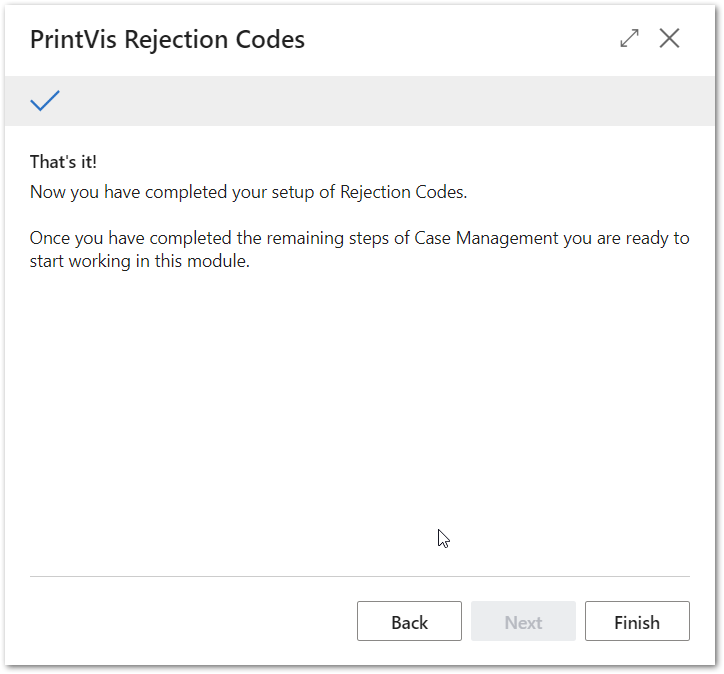 PrintVis Rejection Codes
That's it!
Now you have completed your setup of Rejection Codes.
Once you have completed the remaining steps of Case Management you are ready to
start working in this module.
Back
Next
Finish